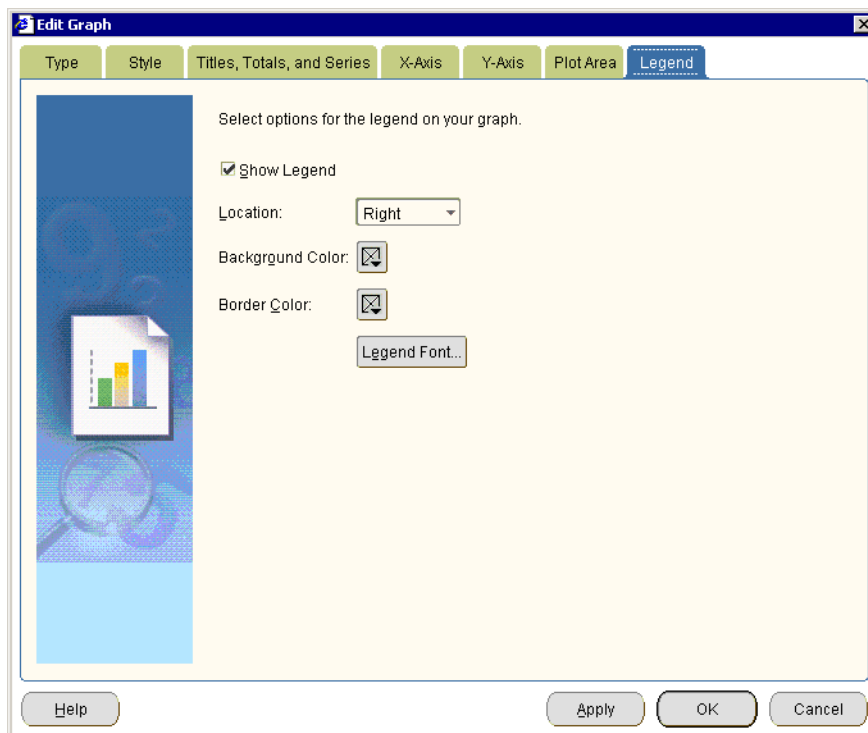 Edit Graph
Type Style Titles, Totals, and Series X-Axis Y-Axis Plot Area Legend
Select options for the legend on your graph.
Show Legend
Location: Right
Background Color:
Border Color:
Legend Font...
Help Apply OK Cancel